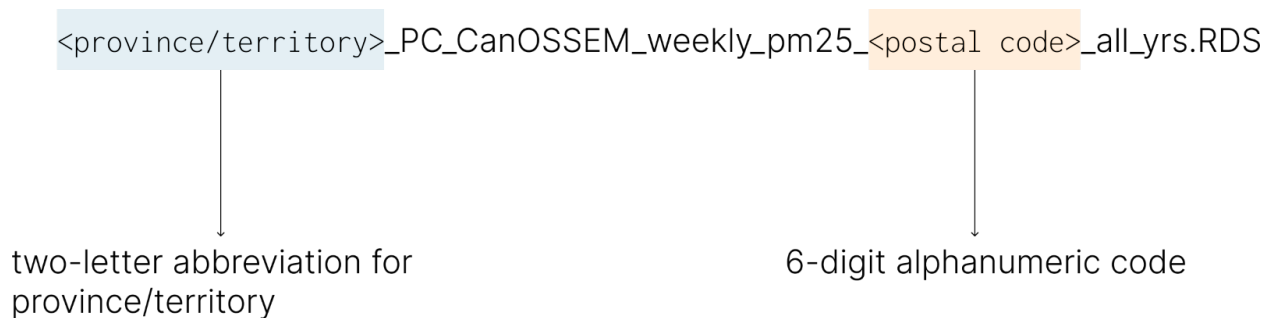 <province/territory>_PC_CanOSSEM_weekly_pm25_<postal code>_all_yrs.RDS
two-letter abbreviation for
province/territory
6-digit alphanumeric code